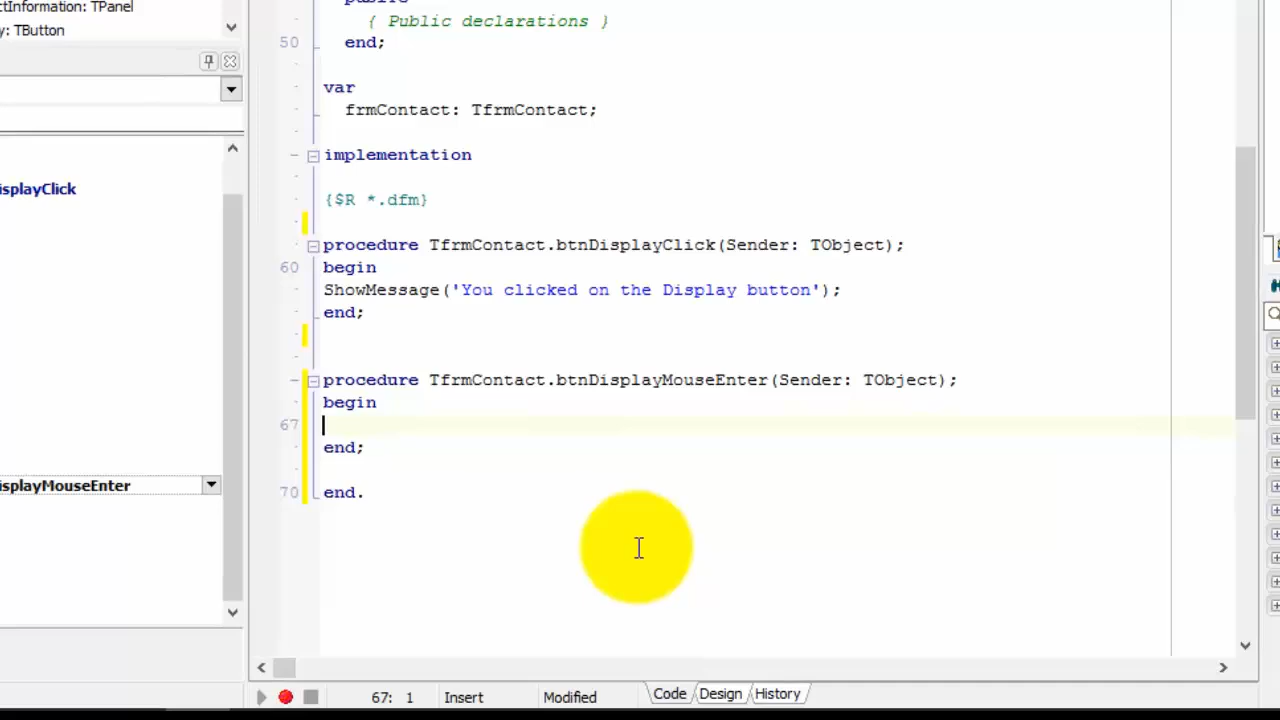 ctInformation: TPanel
y: TButton
isplayClick
isplayMouseEnter
public
{ Public declarations }
50 end;
var
frmContact: TfrmContact;
implementation
{$R *.dfm}
procedure TfrmContact.btnDisplayClick(Sender: TObject);
60 begin
ShowMessage('You clicked on the Display button');
end;
procedure TfrmContact.btnDisplayMouseEnter(Sender: TObject);
begin
67
end;
70 end.
67: 1 Insert Modified Code Design History